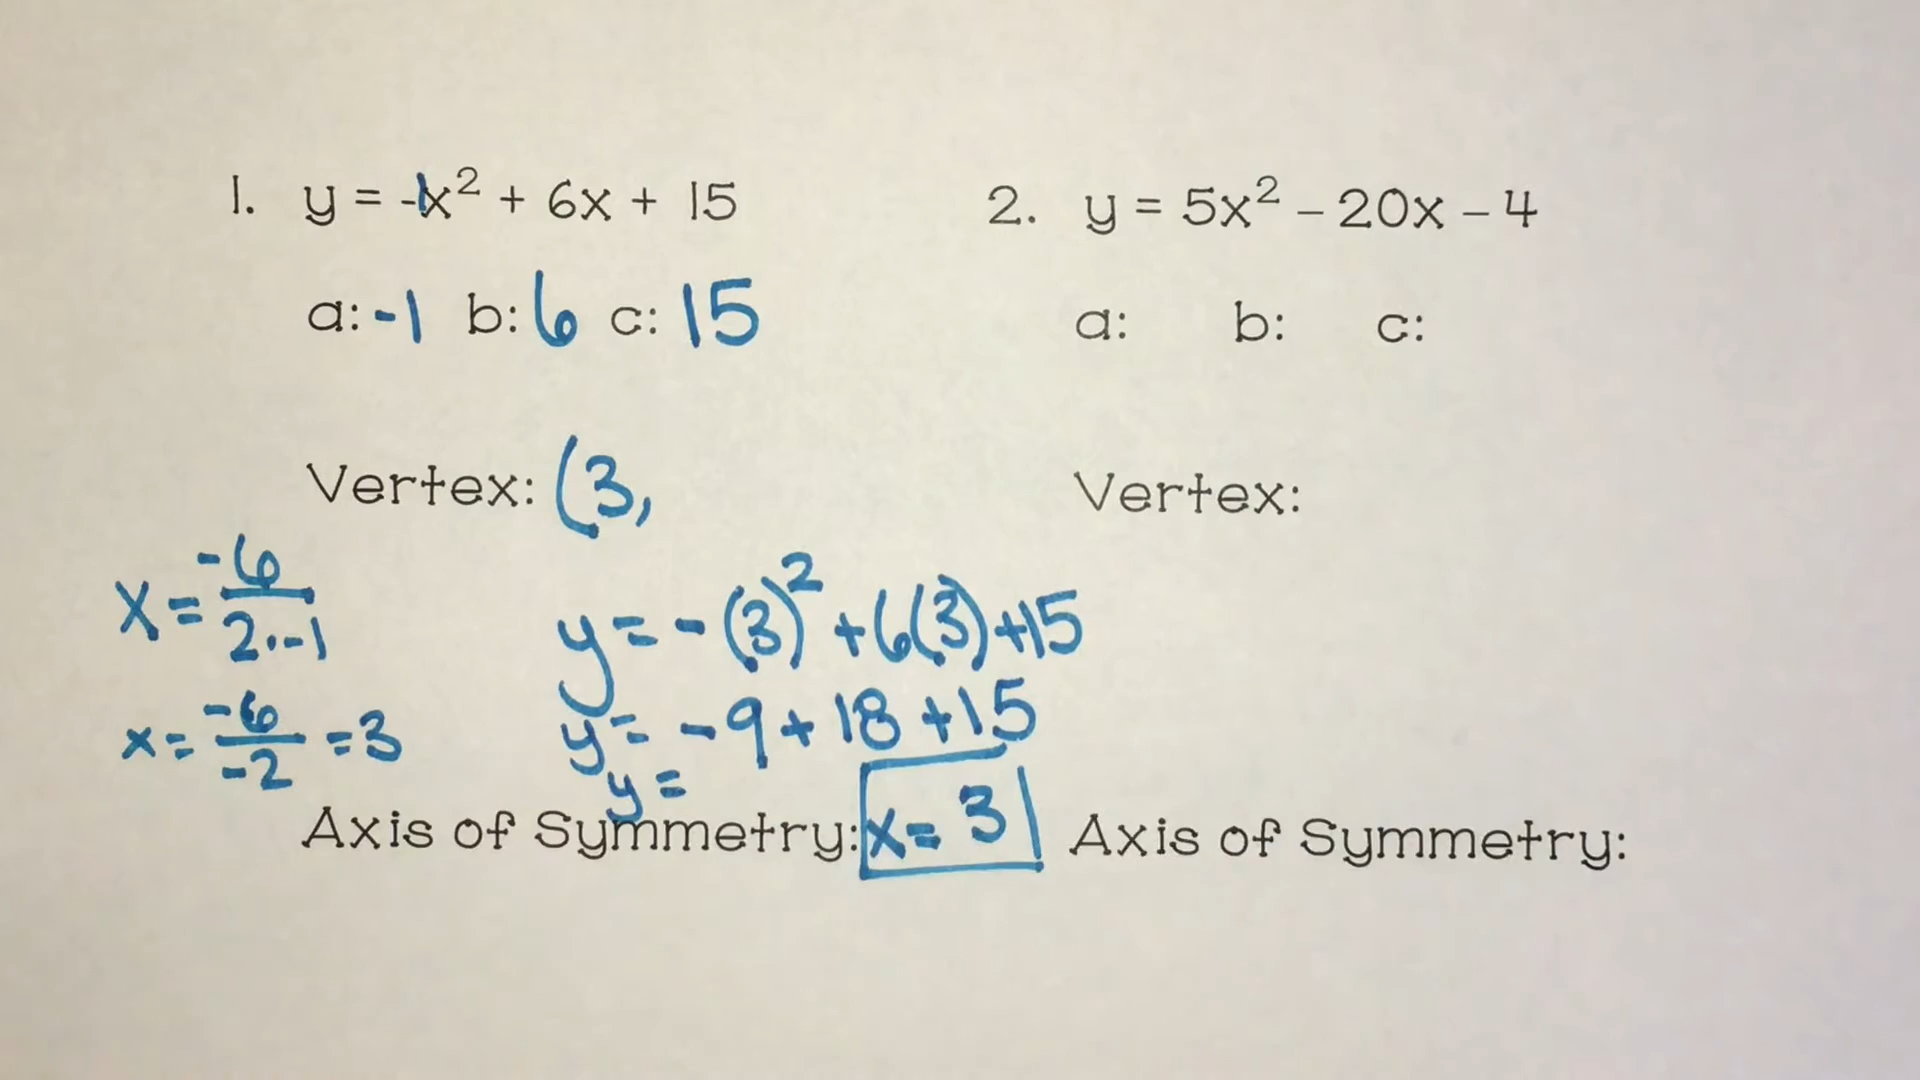 1. y = -1x² + 6x + 15
a: -1 b: 6 c: 15
Vertex: (3,
x = -6/2·-1
x = -6/-2 = 3
y = -(3)² + 6(3) + 15
y = -9 + 18 + 15
y =
Axis of Symmetry: x = 3
2. y = 5x² – 20x – 4
a: b: c:
Vertex:
Axis of Symmetry: